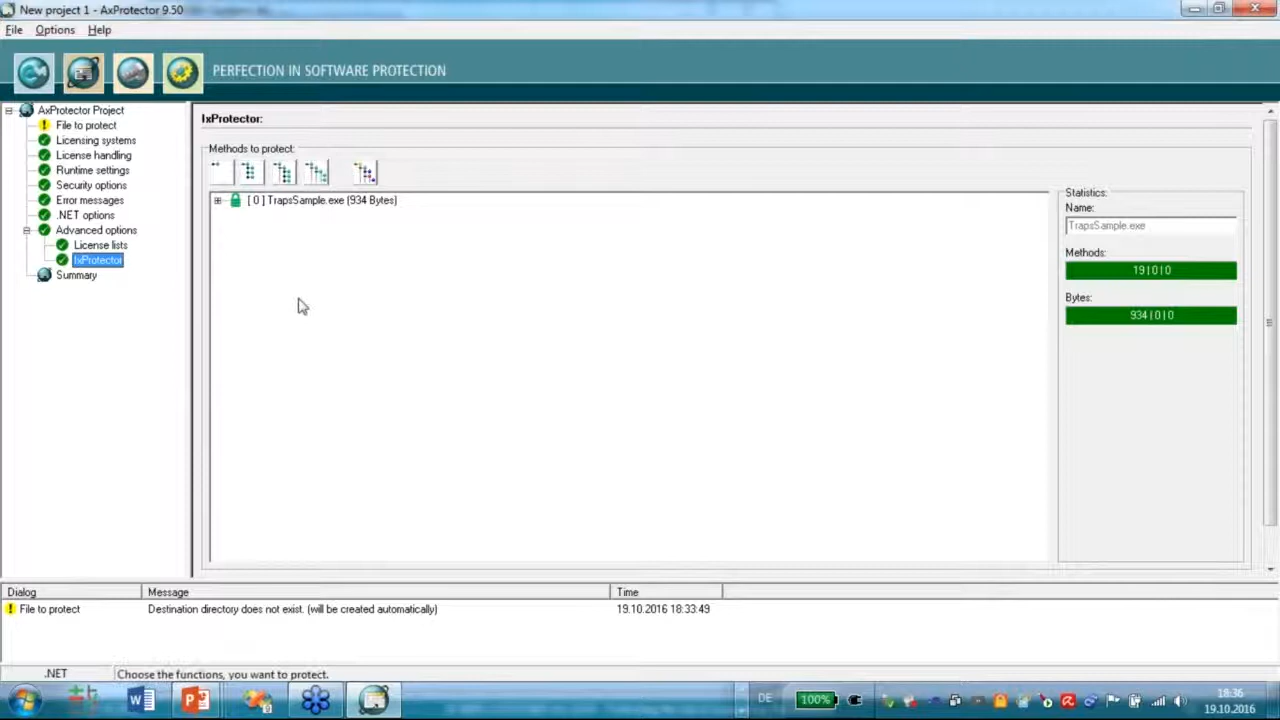 New project 1 - AxProtector 9.50
File Options Help
PERFECTION IN SOFTWARE PROTECTION
AxProtector Project
File to protect
Licensing systems
License handling
Runtime settings
Security options
Error messages
.NET options
Advanced options
License lists
IxProtector
Summary
IxProtector:
Methods to protect:
[ 0 ] TrapsSample.exe (934 Bytes)
Statistics:
Name:
TrapsSample.exe
Methods:
19 | 0 | 0
Bytes:
934 | 0 | 0
Dialog Message Time
File to protect Destination directory does not exist. (will be created automatically) 19.10.2016 18:33:49
.NET Choose the functions, you want to protect.
DE 100% 18:36
19.10.2016